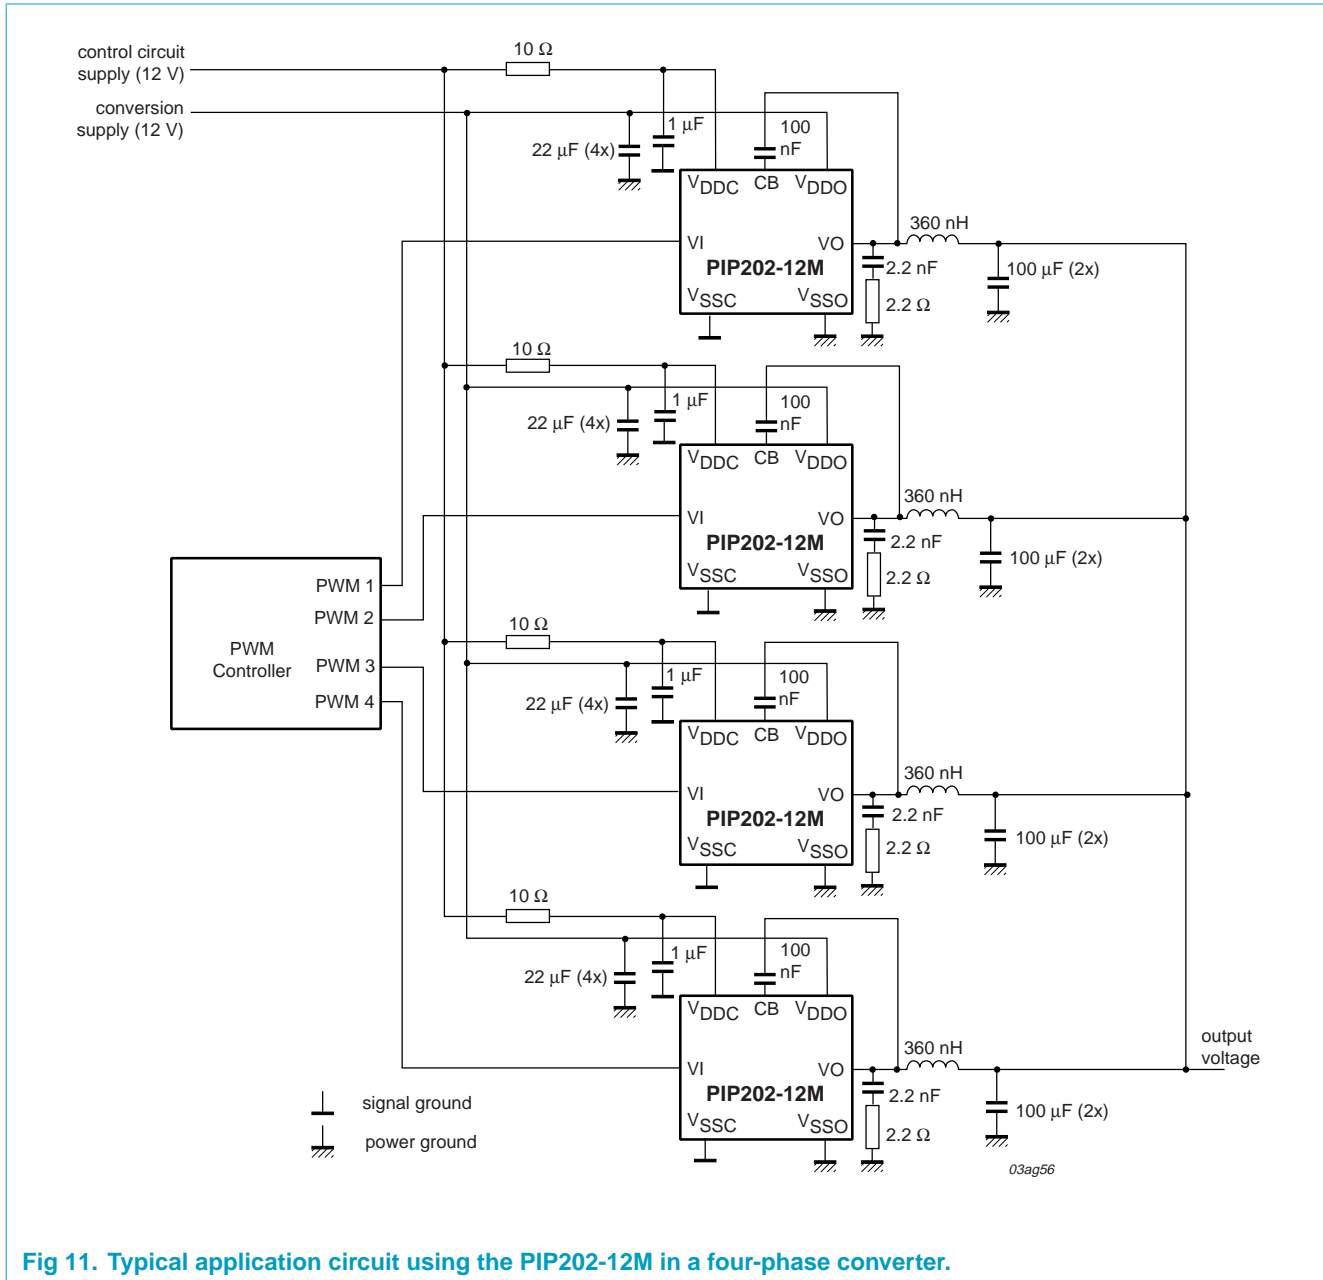 control circuit
supply (12 V)
10 Ω
conversion
supply (12 V)
22 μF (4x)
1 μF
100
nF
VDDC
CB
VDDO
VI
VO
PIP202-12M
VSSC
VSSO
360 nH
2.2 nF
2.2 Ω
100 μF (2x)
10 Ω
22 μF (4x)
1 μF
100
nF
VDDC
CB
VDDO
VI
VO
PIP202-12M
VSSC
VSSO
360 nH
2.2 nF
2.2 Ω
100 μF (2x)
PWM
Controller
PWM 1
PWM 2
PWM 3
PWM 4
10 Ω
22 μF (4x)
1 μF
100
nF
VDDC
CB
VDDO
VI
VO
PIP202-12M
VSSC
VSSO
360 nH
2.2 nF
2.2 Ω
100 μF (2x)
10 Ω
22 μF (4x)
1 μF
100
nF
VDDC
CB
VDDO
VI
VO
PIP202-12M
VSSC
VSSO
360 nH
2.2 nF
2.2 Ω
100 μF (2x)
output
voltage
signal ground
power ground
03ag56
Fig 11. Typical application circuit using the PIP202-12M in a four-phase converter.